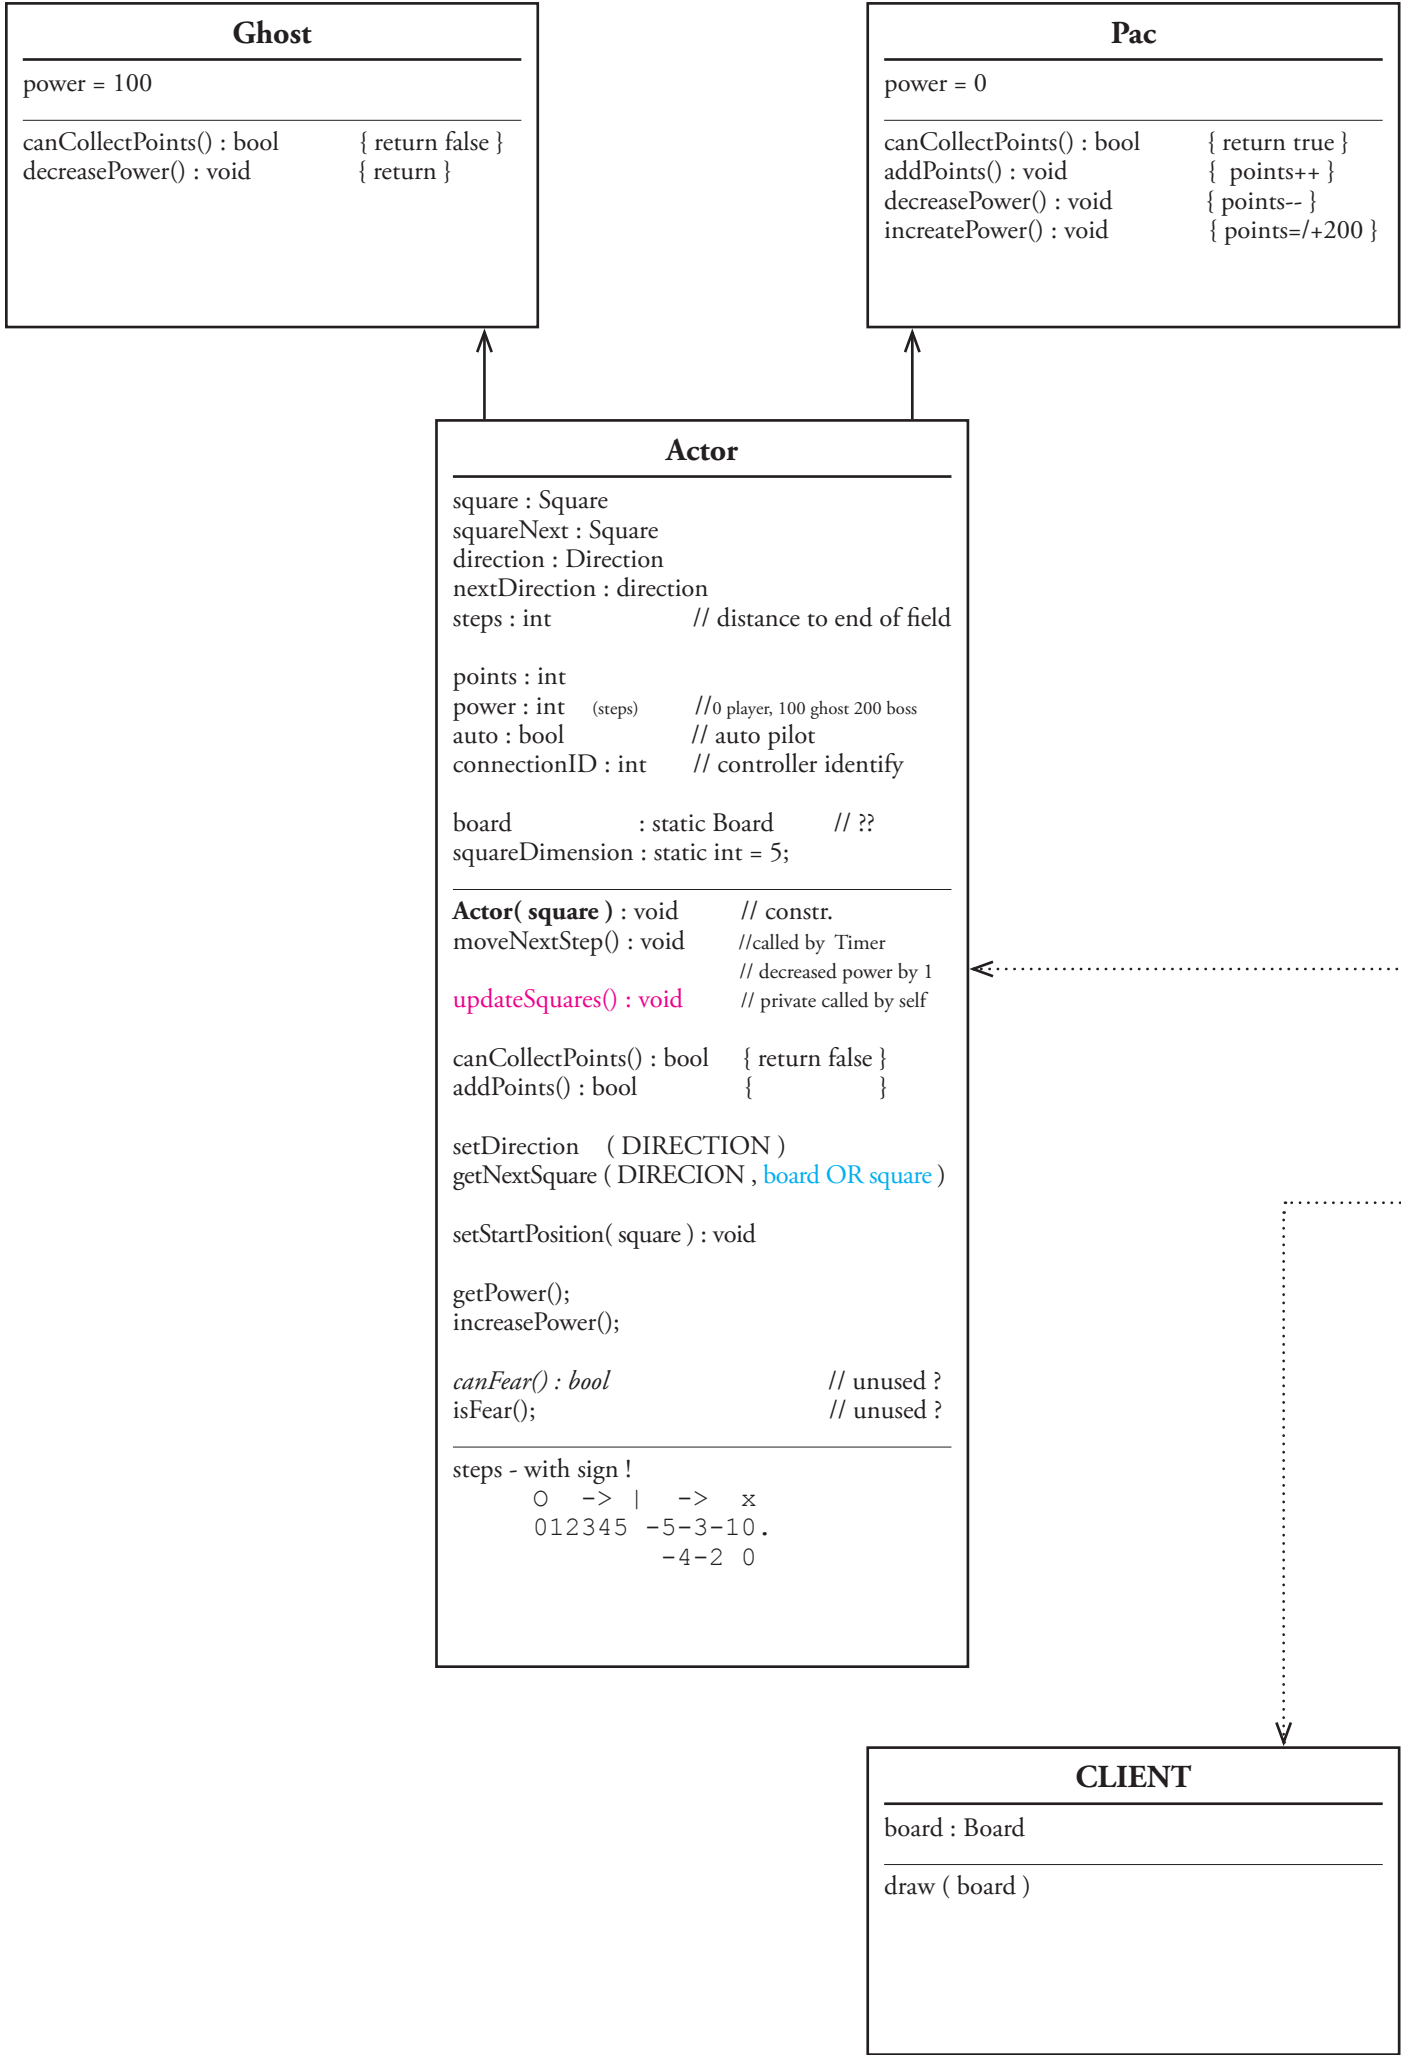 Ghost
power = 100
canCollectPoints() : bool { return false }
decreasePower() : void { return }
Pac
power = 0
canCollectPoints() : bool { return true }
addPoints() : void { points++ }
decreasePower() : void { points-- }
increatePower() : void { points=/+200 }
Actor
square : Square
squareNext : Square
direction : Direction
nextDirection : direction
steps : int // distance to end of field
points : int
power : int (steps) //0 player, 100 ghost 200 boss
auto : bool // auto pilot
connectionID : int // controller identify
board : static Board // ??
squareDimension : static int = 5;
Actor( square ) : void // constr.
moveNextStep() : void //called by Timer
// decreased power by 1
updateSquares() : void // private called by self
canCollectPoints() : bool { return false }
addPoints() : bool { }
setDirection ( DIRECTION )
getNextSquare ( DIRECION , board OR square )
setStartPosition( square ) : void
getPower();
increasePower();
canFear() : bool // unused ?
isFear(); // unused ?
steps - with sign !
O -> | -> x
012345 -5-3-10.
-4-2 0
CLIENT
board : Board
draw ( board )